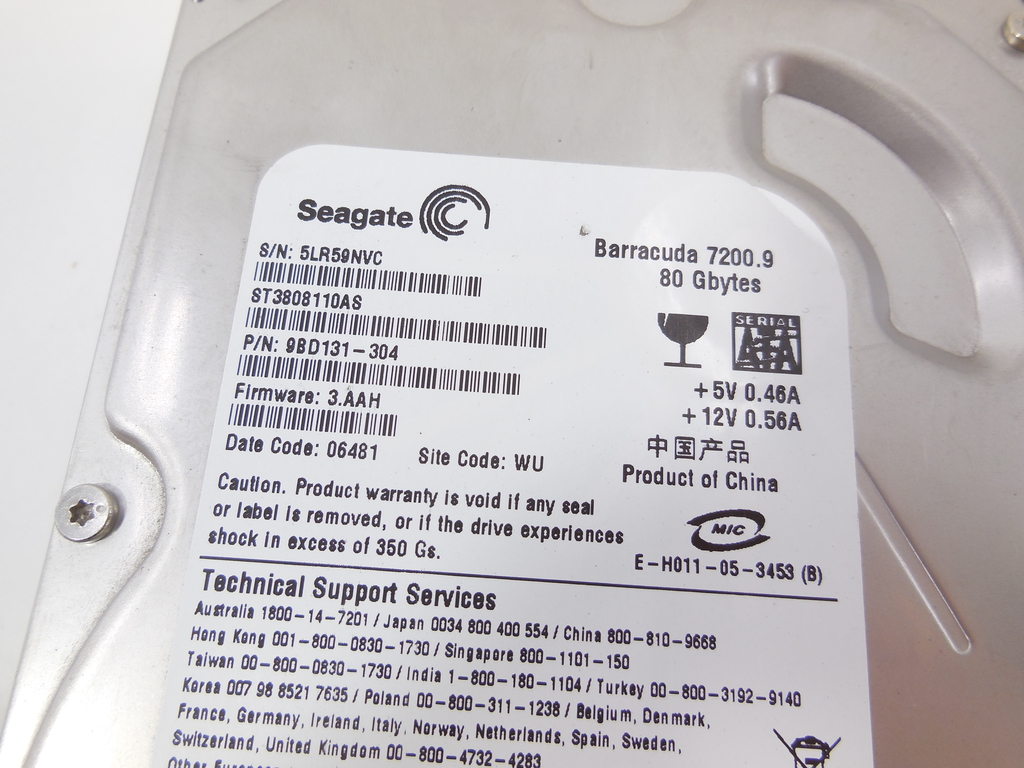 Seagate
S/N: 5LR59NVC
Barracuda 7200.9
80 Gbytes
ST3808110AS
SERIAL
ATA
P/N: 9BD131-304
+5V 0.46A
Firmware: 3.AAH
+12V 0.56A
Date Code: 06481 Site Code: WU
中国产品
Product of China
Caution. Product warranty is void if any seal
or label is removed, or if the drive experiences
shock in excess of 350 Gs.
MIC
E-H011-05-3453 (B)
Technical Support Services
Australia 1800-14-7201 / Japan 0034 800 400 554 / China 800-810-9668
Hong Kong 001-800-0830-1730 / Singapore 800-1101-150
Taiwan 00-800-0830-1730 / India 1-800-180-1104 / Turkey 00-800-3192-9140
Korea 007 98 8521 7635 / Poland 00-800-311-1238 / Belgium, Denmark,
France, Germany, Ireland, Italy, Norway, Netherlands, Spain, Sweden,
Switzerland, United Kingdom 00-800-4732-4283
Other